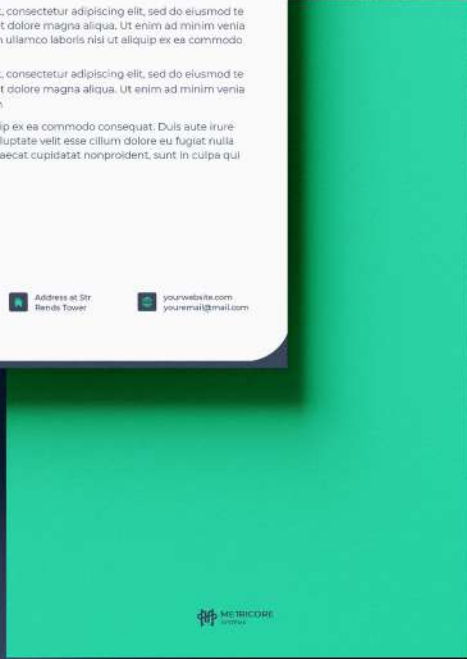 , consectetur adipiscing elit, sed do eiusmod te
t dolore magna aliqua. Ut enim ad minim venia
n ullamco laboris nisi ut aliquip ex ea commodo
, consectetur adipiscing elit, sed do eiusmod te
t dolore magna aliqua. Ut enim ad minim venia
ip ex ea commodo consequat. Duis aute irure
luptate velit esse cillum dolore eu fugiat nulla
aecat cupidatat nonproident, sunt in culpa qui
Address at Str
Rends Tower
yourwebsite.com
youremail@mail.com
METRICORE
SYSTEMS